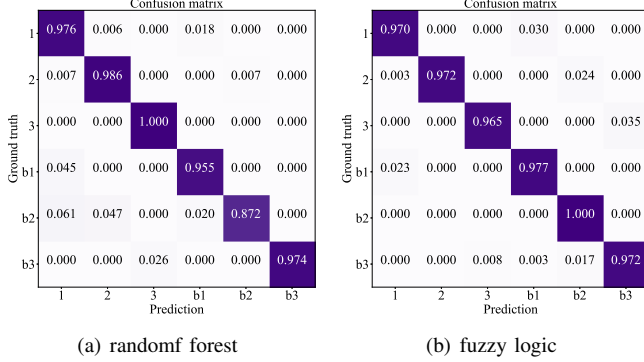 Confusion matrix
1 0.976 0.006 0.000 0.018 0.000 0.000
2 0.007 0.986 0.000 0.000 0.007 0.000
3 0.000 0.000 1.000 0.000 0.000 0.000
b1 0.045 0.000 0.000 0.955 0.000 0.000
b2 0.061 0.047 0.000 0.020 0.872 0.000
b3 0.000 0.000 0.026 0.000 0.000 0.974
Ground truth
1 2 3 b1 b2 b3
Prediction
(a) randomf forest
Confusion matrix
1 0.970 0.000 0.000 0.030 0.000 0.000
2 0.003 0.972 0.000 0.000 0.024 0.000
3 0.000 0.000 0.965 0.000 0.000 0.035
b1 0.023 0.000 0.000 0.977 0.000 0.000
b2 0.000 0.000 0.000 0.000 1.000 0.000
b3 0.000 0.000 0.008 0.003 0.017 0.972
Ground truth
1 2 3 b1 b2 b3
Prediction
(b) fuzzy logic